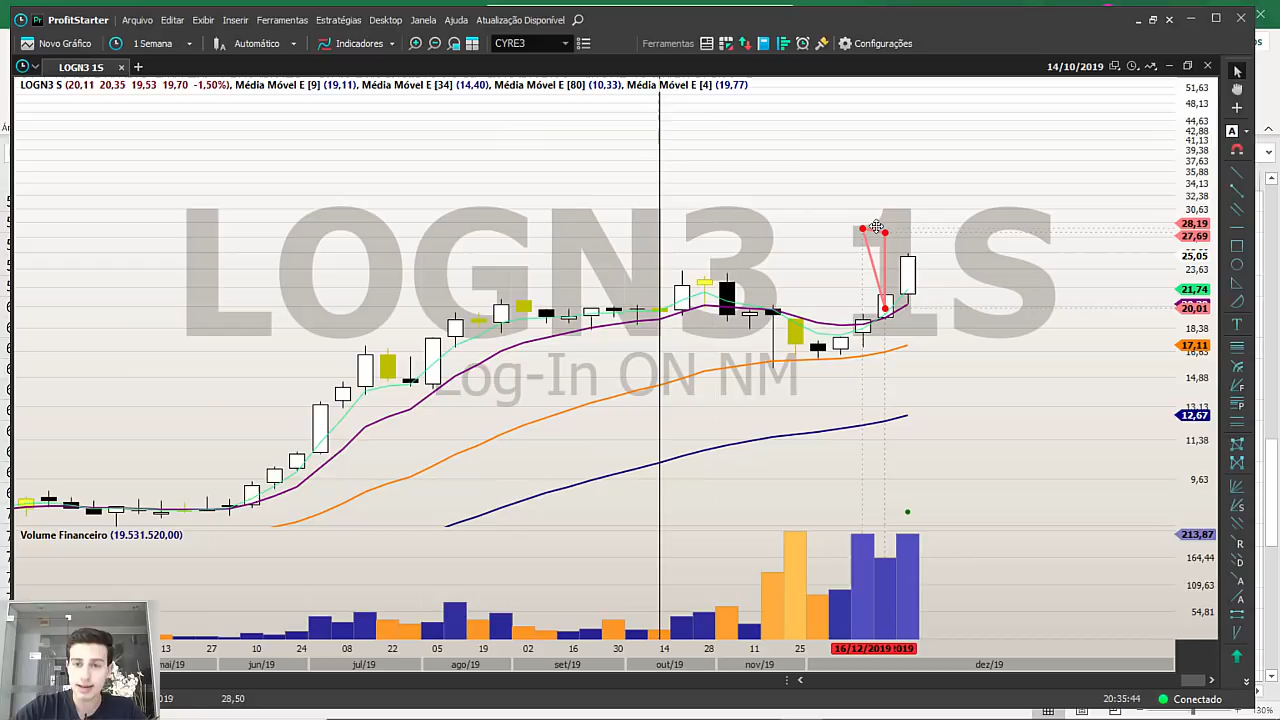 ProfitStarter Arquivo Editar Exibir Inserir Ferramentas Estratégias Desktop Janela Ajuda Atualização Disponível
Novo Gráfico 1 Semana Automático Indicadores CYRE3 Ferramentas Configurações
LOGN3 1S 14/10/2019
LOGN3 S (20,11 20,35 19,53 19,70 -1,50%), Média Móvel E [9] (19,11), Média Móvel E [34] (14,40), Média Móvel E [80] (10,33), Média Móvel E [4] (19,77)
LOGN3 1S
Log-In ON NM
51,63
48,13
44,63
42,88
41,13
39,38
37,63
35,88
34,13
32,38
30,63
28,19
27,69
25,05
23,63
21,74
20,01
18,38
17,11
16,63
14,88
13,13
12,67
11,38
9,63
Volume Financeiro (19.531.520,00)
213,87
164,44
109,63
54,81
13 27 10 24 08 22 05 19 02 16 30 14 28 11 25 16/12/2019
mai/19 jun/19 jul/19 ago/19 set/19 out/19 nov/19 dez/19
28,50 20:35:44 Conectado